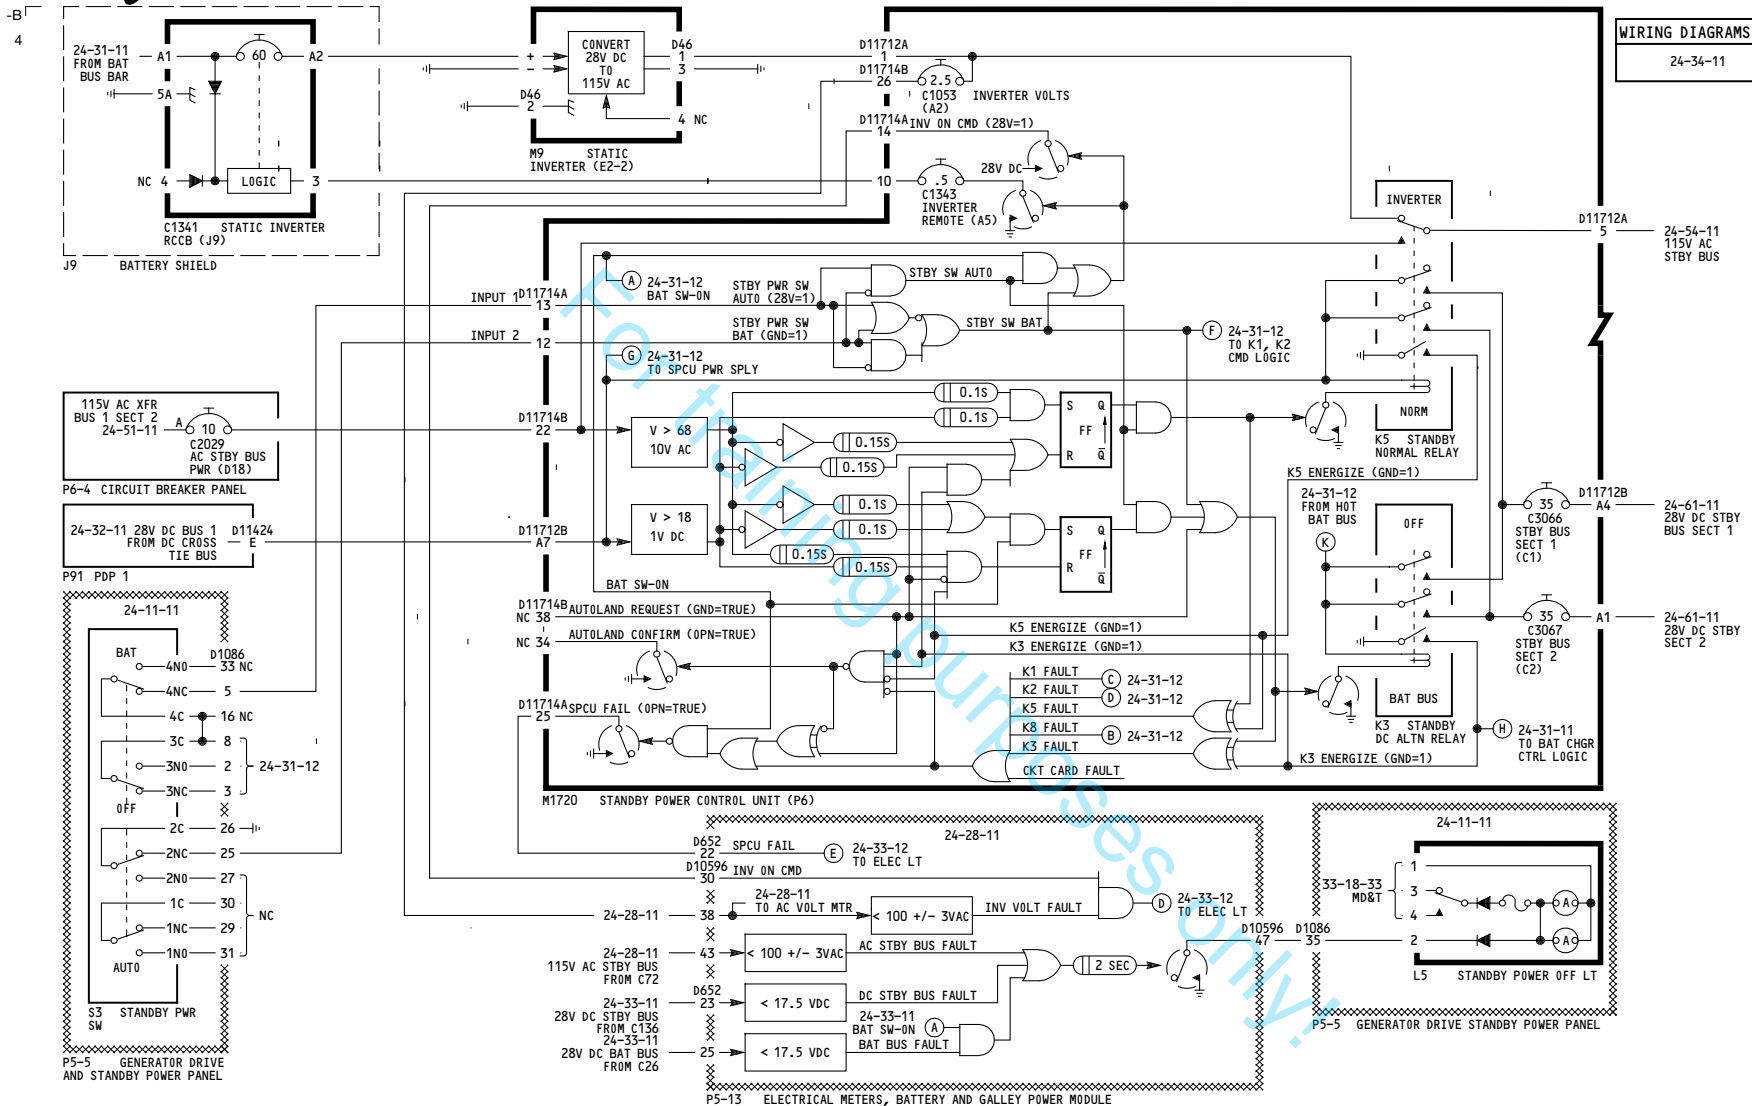 -B
4
24-31-11
FROM BAT
BUS BAR
A1
60
A2
5A
NC 4
LOGIC
3
C1341 STATIC INVERTER
RCCB (J9)
J9 BATTERY SHIELD
+
-
CONVERT
28V DC
TO
115V AC
D46
1
3
D46
2
4 NC
M9 STATIC
INVERTER (E2-2)
D11712A
1
D11714B
26
2.5
C1053
(A2)
INVERTER VOLTS
D11714A
14
INV ON CMD (28V=1)
28V DC
10
.5
C1343
INVERTER
REMOTE (A5)
WIRING DIAGRAMS
24-34-11
INVERTER
NORM
K5 STANDBY
NORMAL RELAY
D11712A
5
24-54-11
115V AC
STBY BUS
A
24-31-12
BAT SW-ON
INPUT 1
D11714A
13
STBY PWR SW
AUTO (28V=1)
STBY SW AUTO
INPUT 2
12
STBY PWR SW
BAT (GND=1)
STBY SW BAT
F
24-31-12
TO K1, K2
CMD LOGIC
G
24-31-12
TO SPCU PWR SPLY
115V AC XFR
BUS 1 SECT 2
24-51-11
A
10
C2029
AC STBY BUS
PWR (D18)
P6-4 CIRCUIT BREAKER PANEL
D11714B
22
V > 68
10V AC
0.1S
0.1S
0.15S
0.15S
0.1S
0.1S
0.15S
0.15S
S Q
FF
R Q
S Q
FF
R Q
24-32-11 28V DC BUS 1
FROM DC CROSS
TIE BUS
D11424
E
P91 PDP 1
D11712B
A7
V > 18
1V DC
K5 ENERGIZE (GND=1)
24-31-12
FROM HOT
BAT BUS
K
OFF
BAT BUS
K3 STANDBY
DC ALTN RELAY
35
C3066
STBY BUS
SECT 1
(C1)
D11712B
A4
24-61-11
28V DC STBY
BUS SECT 1
35
C3067
STBY BUS
SECT 2
(C2)
A1
24-61-11
28V DC STBY
SECT 2
BAT SW-ON
D11714B
NC 38
AUTOLAND REQUEST (GND=TRUE)
NC 34
AUTOLAND CONFIRM (OPN=TRUE)
K5 ENERGIZE (GND=1)
K3 ENERGIZE (GND=1)
K1 FAULT
C
24-31-12
K2 FAULT
D
24-31-12
K5 FAULT
K8 FAULT
B
24-31-12
K3 FAULT
CKT CARD FAULT
K3 ENERGIZE (GND=1)
H
24-31-11
TO BAT CHGR
CTRL LOGIC
D11714A
25
SPCU FAIL (OPN=TRUE)
M1720 STANDBY POWER CONTROL UNIT (P6)
24-11-11
BAT
D1086
4NO 33 NC
4NC 5
4C 16 NC
3C 8
3NO 2
24-31-12
3NC 3
OFF
2C 26
2NC 25
2NO 27
1C 30
NC
1NC 29
1NO 31
AUTO
S3 STANDBY PWR
SW
P5-5 GENERATOR DRIVE
AND STANDBY POWER PANEL
24-28-11
D652
22
SPCU FAIL
E
24-33-12
TO ELEC LT
D10596
30
INV ON CMD
24-28-11
38
24-28-11
TO AC VOLT MTR
< 100 +/- 3VAC
INV VOLT FAULT
D
24-33-12
TO ELEC LT
24-28-11
115V AC STBY BUS
FROM C72
43
< 100 +/- 3VAC
AC STBY BUS FAULT
2 SEC
D10596
47
D1086
35
24-33-11
28V DC STBY BUS
FROM C136
D652
23
< 17.5 VDC
DC STBY BUS FAULT
24-33-11
BAT SW-ON
A
24-33-11
28V DC BAT BUS
FROM C26
25
< 17.5 VDC
BAT BUS FAULT
P5-13 ELECTRICAL METERS, BATTERY AND GALLEY POWER MODULE
24-11-11
33-18-33
MD&T
1
3
4
2
A
A
L5 STANDBY POWER OFF LT
P5-5 GENERATOR DRIVE STANDBY POWER PANEL
For training purposes only!